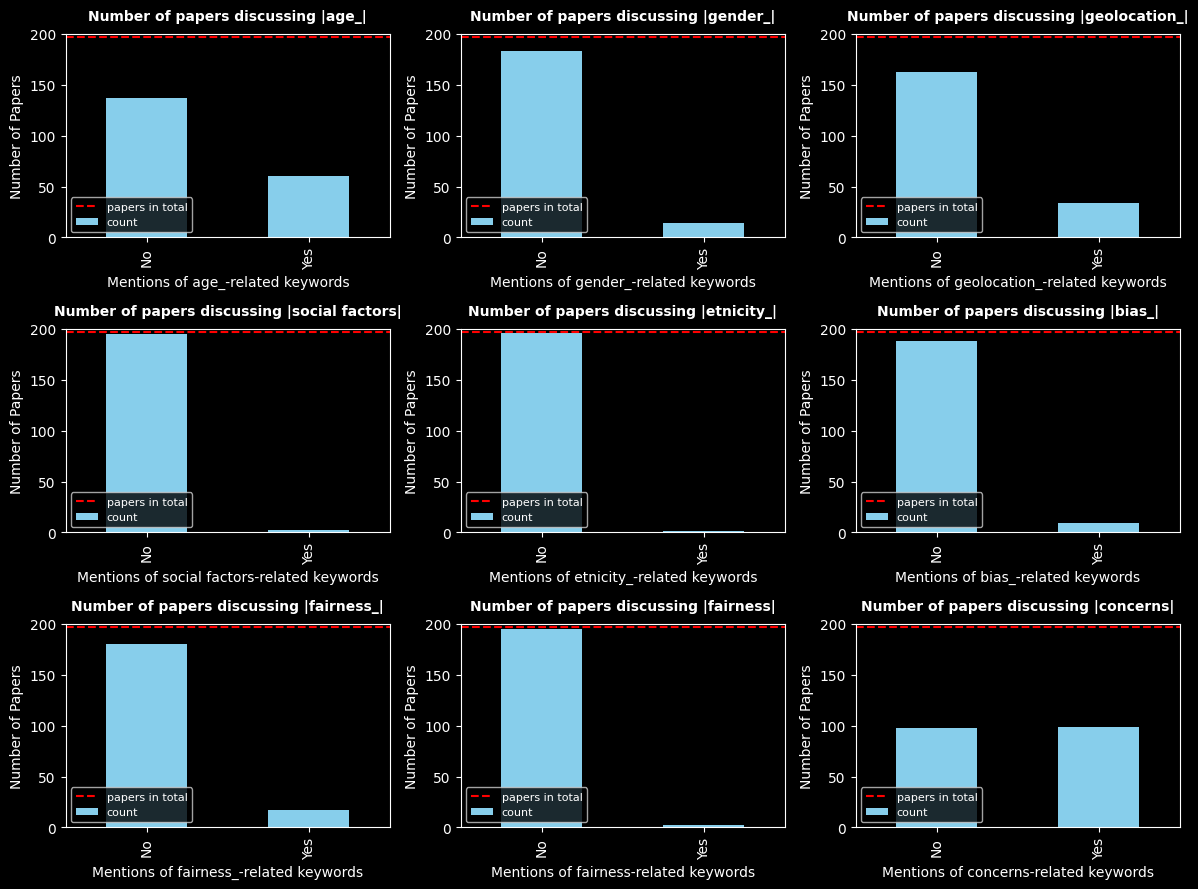 Number of papers discussing |age_|
Number of Papers
200
150
100
50
0
papers in total
count
No
Yes
Mentions of age_-related keywords
Number of papers discussing |gender_|
Number of Papers
200
150
100
50
0
papers in total
count
No
Yes
Mentions of gender_-related keywords
Number of papers discussing |geolocation_|
Number of Papers
200
150
100
50
0
papers in total
count
No
Yes
Mentions of geolocation_-related keywords
Number of papers discussing |social factors|
Number of Papers
200
150
100
50
0
papers in total
count
No
Yes
Mentions of social factors-related keywords
Number of papers discussing |etnicity_|
Number of Papers
200
150
100
50
0
papers in total
count
No
Yes
Mentions of etnicity_-related keywords
Number of papers discussing |bias_|
Number of Papers
200
150
100
50
0
papers in total
count
No
Yes
Mentions of bias_-related keywords
Number of papers discussing |fairness_|
Number of Papers
200
150
100
50
0
papers in total
count
No
Yes
Mentions of fairness_-related keywords
Number of papers discussing |fairness|
Number of Papers
200
150
100
50
0
papers in total
count
No
Yes
Mentions of fairness-related keywords
Number of papers discussing |concerns|
Number of Papers
200
150
100
50
0
papers in total
count
No
Yes
Mentions of concerns-related keywords